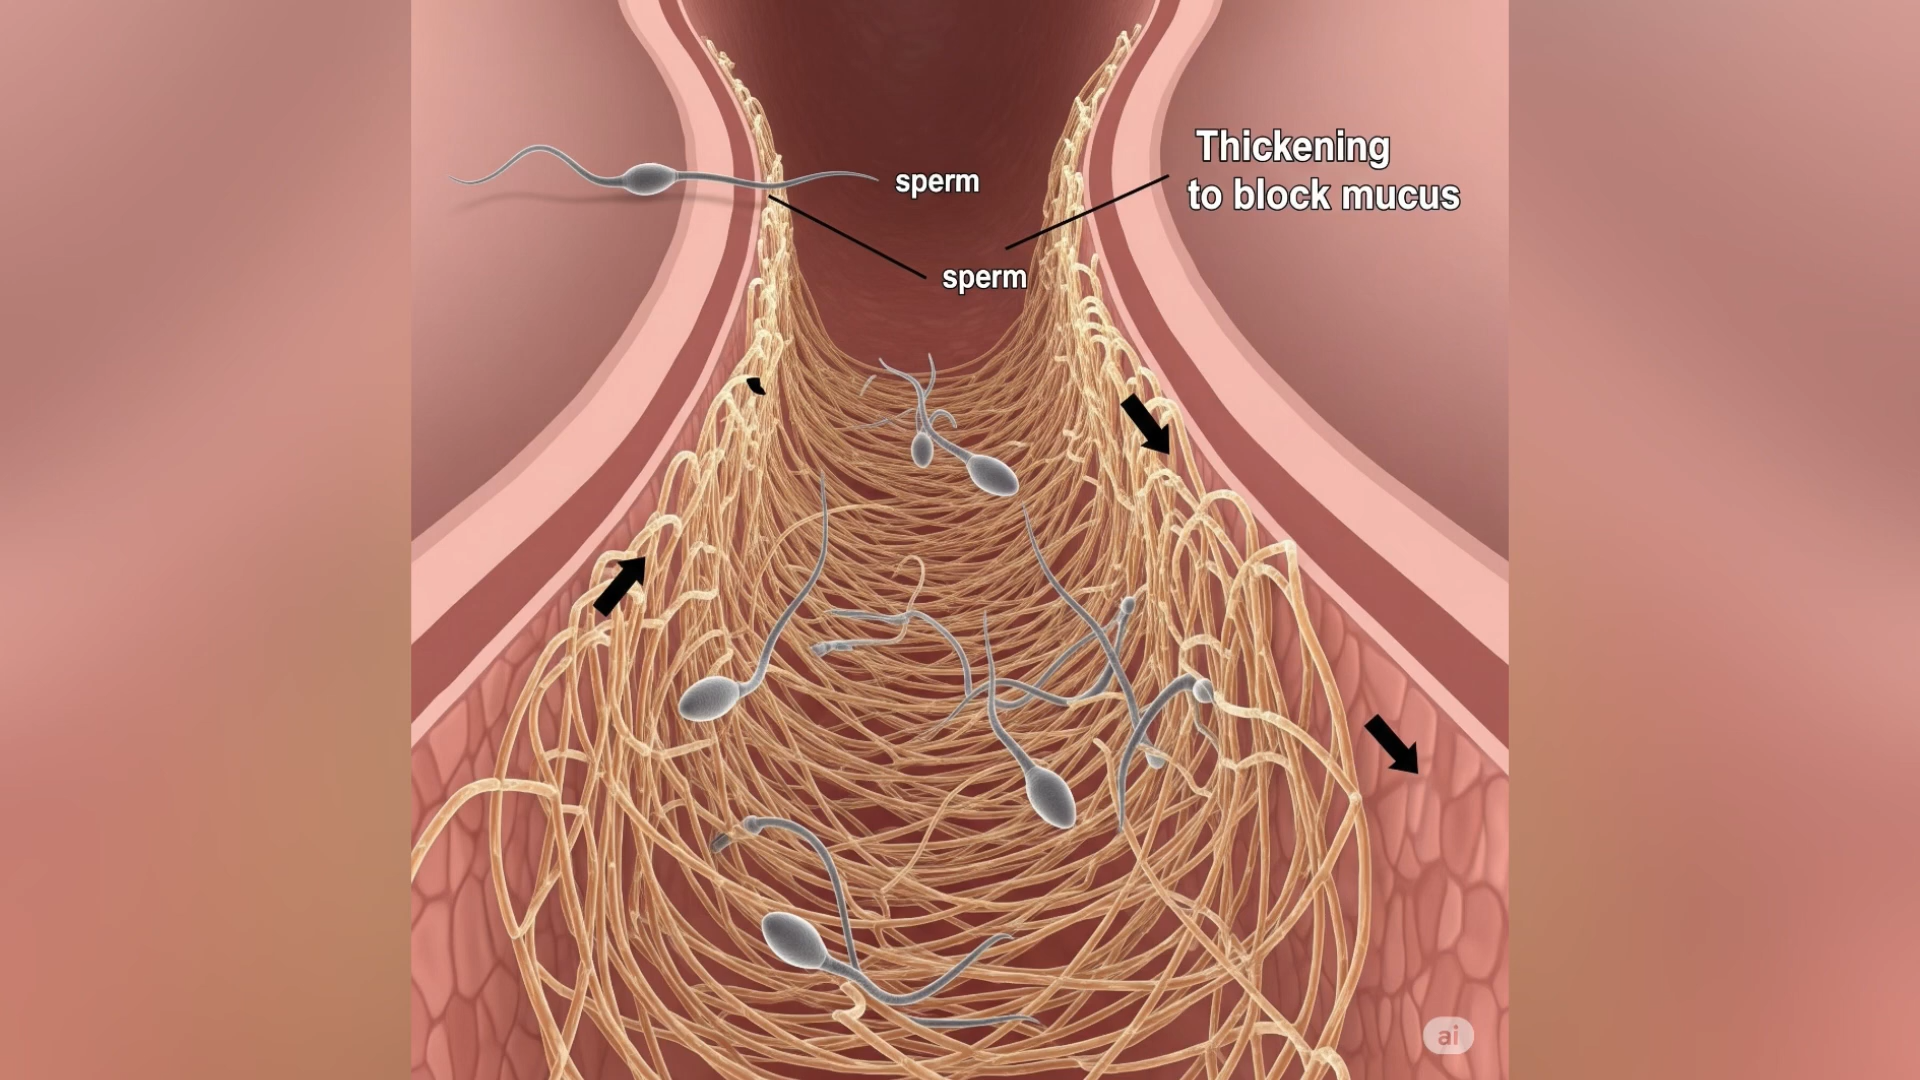 Thickening
to block mucus
sperm
sperm
ai